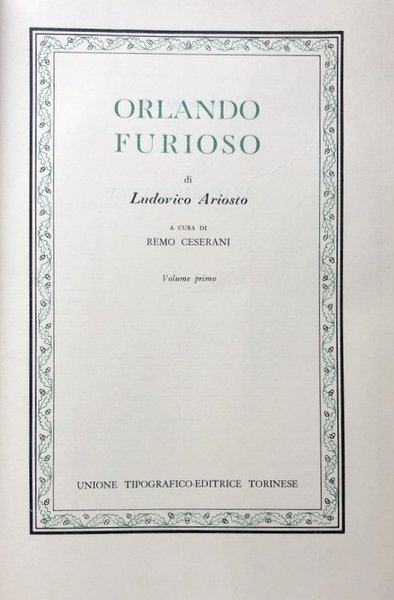 ORLANDO
FURIOSO
di
Ludovico Ariosto
A CURA DI
REMO CESERANI
Volume primo
UNIONE TIPOGRAFICO-EDITRICE TORINESE